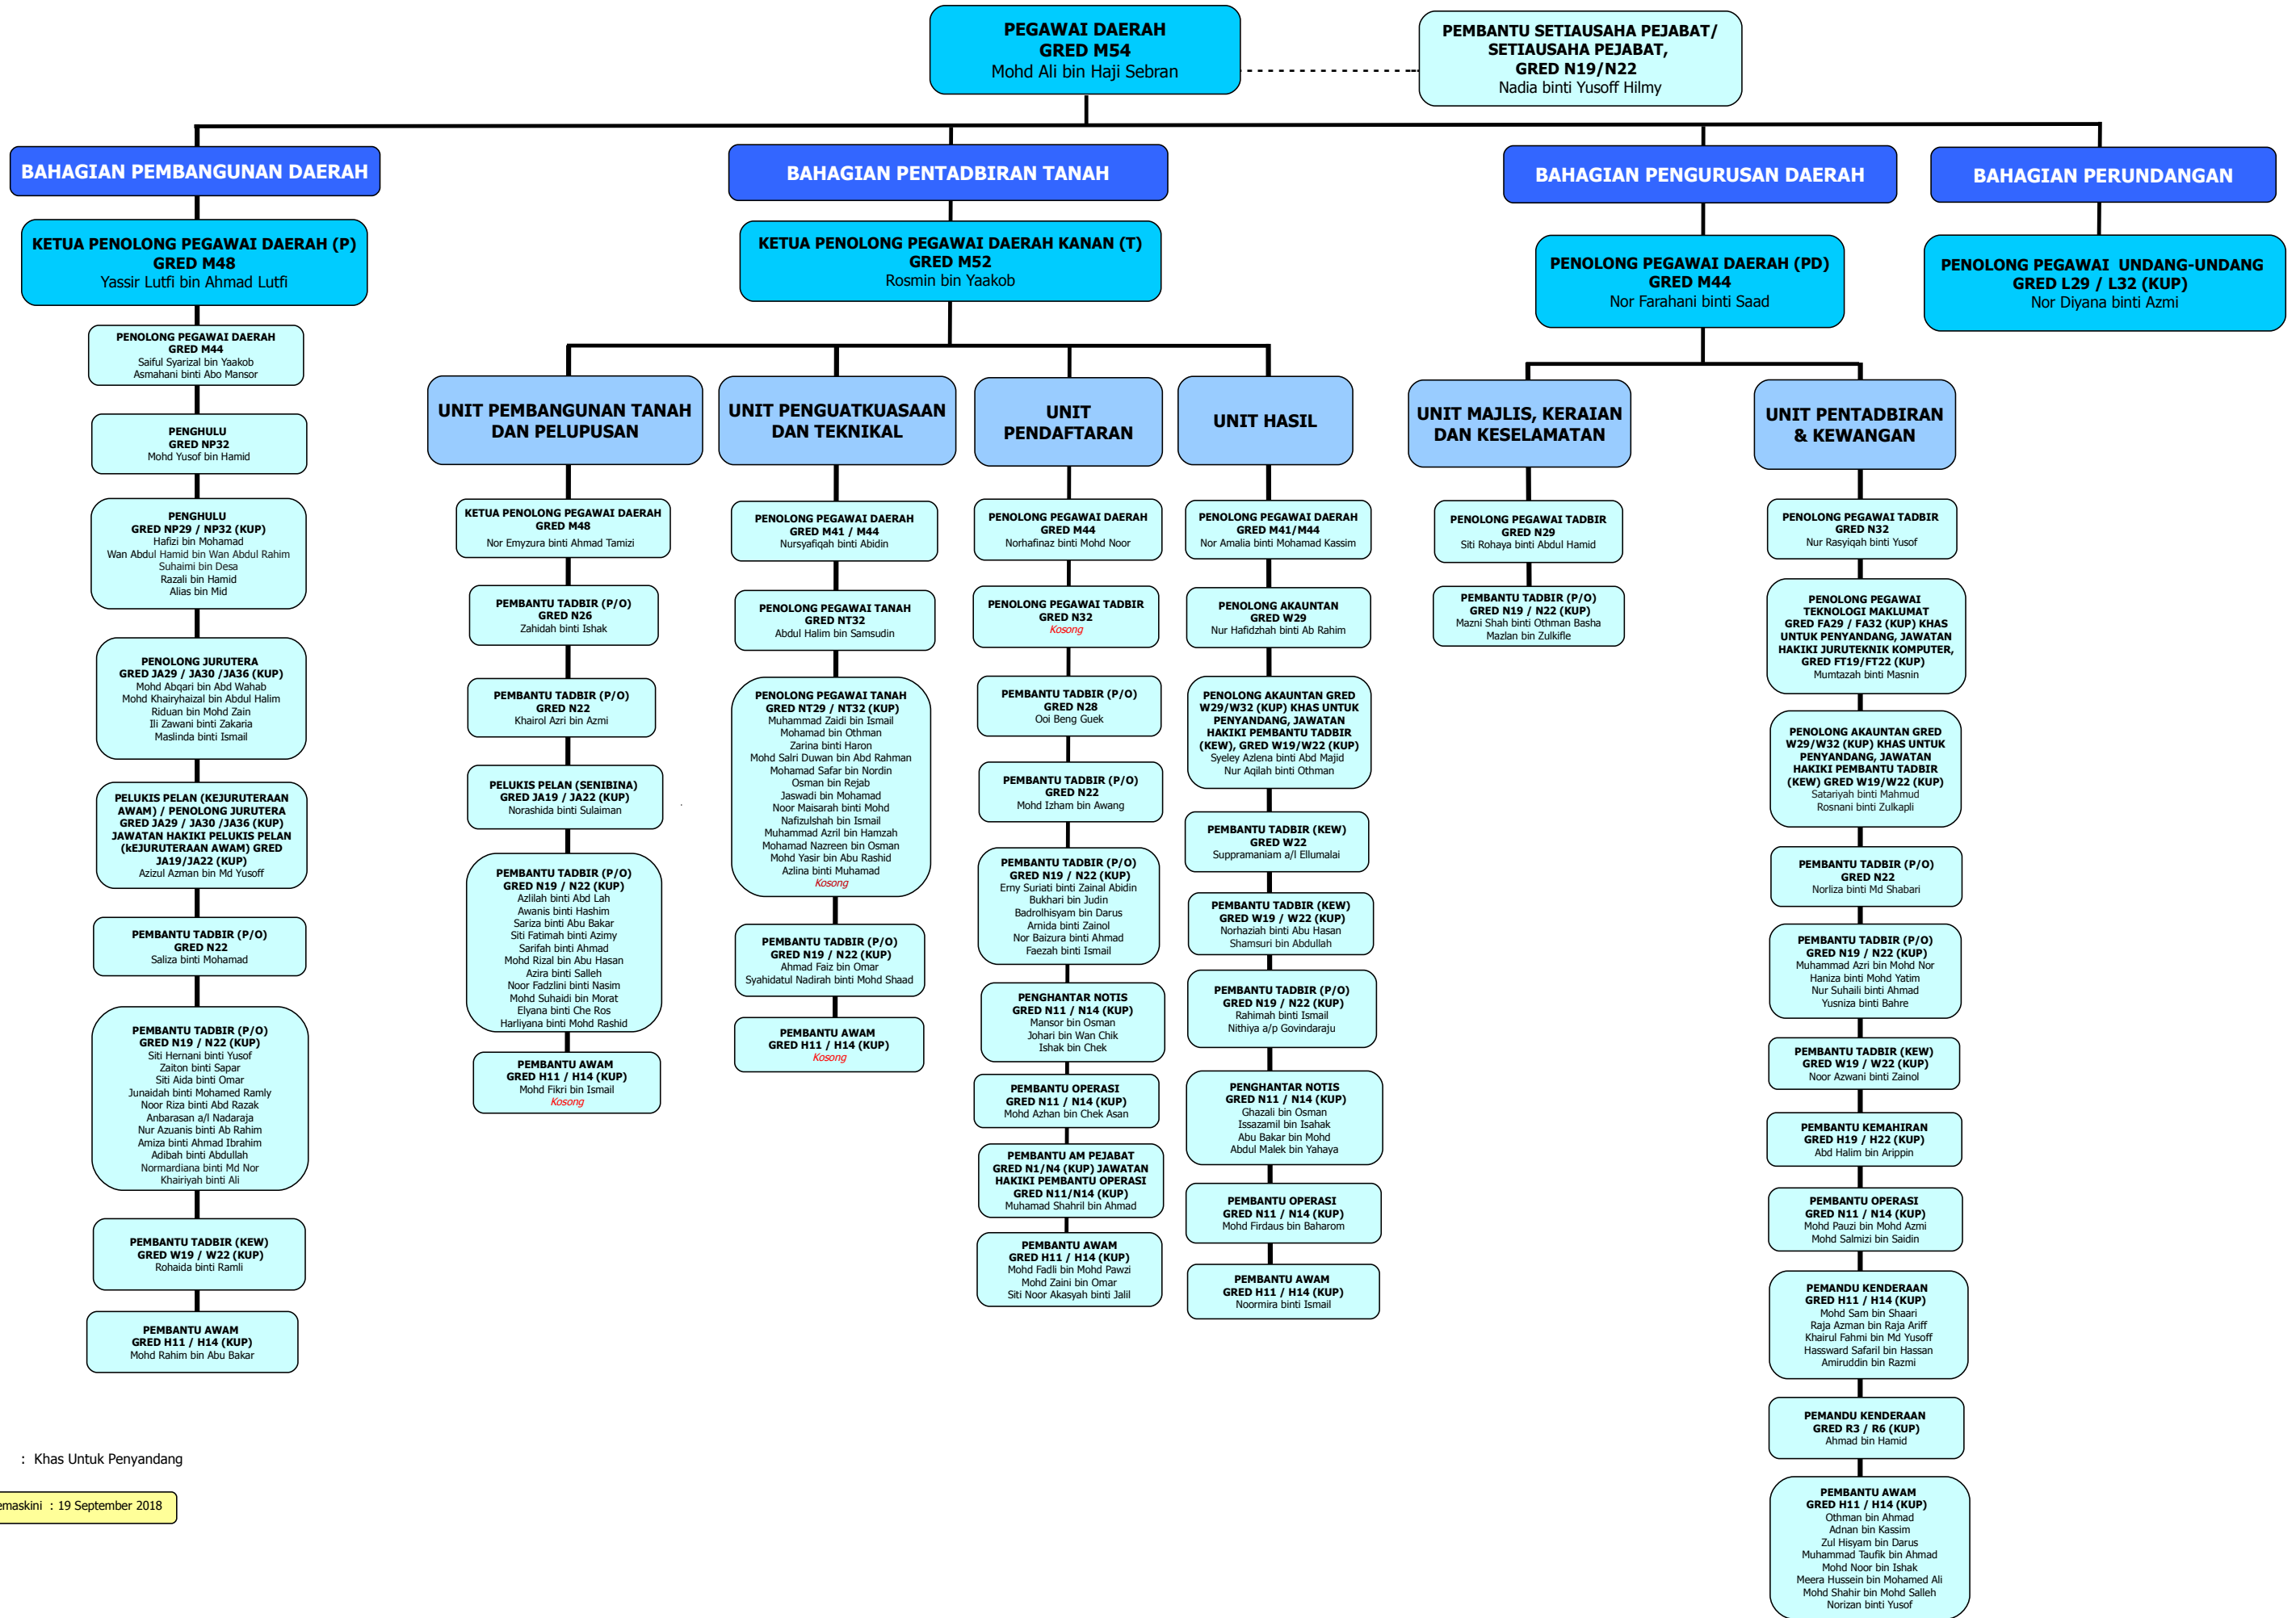 PEGAWAI DAERAH
GRED M54
Mohd Ali bin Haji Sebran
PEMBANTU SETIAUSAHA PEJABAT/
SETIAUSAHA PEJABAT,
GRED N19/N22
Nadia binti Yusoff Hilmy
BAHAGIAN PEMBANGUNAN DAERAH
KETUA PENOLONG PEGAWAI DAERAH (P)
GRED M48
Yassir Lutfi bin Ahmad Lutfi
PENOLONG PEGAWAI DAERAH
GRED M44
Saiful Syarizal bin Yaakob
Asmahani binti Abo Mansor
PENGHULU
GRED NP32
Mohd Yusof bin Hamid
PENGHULU
GRED NP29 / NP32 (KUP)
Hafizi bin Mohamad
Wan Abdul Hamid bin Wan Abdul Rahim
Suhaimi bin Desa
Razali bin Hamid
Alias bin Mid
PENOLONG JURUTERA
GRED JA29 / JA30 /JA36 (KUP)
Mohd Abqari bin Abd Wahab
Mohd Khairyhaizal bin Abdul Halim
Riduan bin Mohd Zain
Ili Zawani binti Zakaria
Maslinda binti Ismail
PELUKIS PELAN (KEJURUTERAAN
AWAM) / PENOLONG JURUTERA
GRED JA29 / JA30 /JA36 (KUP)
JAWATAN HAKIKI PELUKIS PELAN
(kEJURUTERAAN AWAM) GRED
JA19/JA22 (KUP)
Azizul Azman bin Md Yusoff
PEMBANTU TADBIR (P/O)
GRED N22
Saliza binti Mohamad
PEMBANTU TADBIR (P/O)
GRED N19 / N22 (KUP)
Siti Hernani binti Yusof
Zaiton binti Sapar
Siti Aida binti Omar
Junaidah binti Mohamed Ramly
Noor Riza binti Abd Razak
Anbarasan a/l Nadaraja
Nur Azuanis binti Ab Rahim
Amiza binti Ahmad Ibrahim
Adibah binti Abdullah
Normardiana binti Md Nor
Khairiyah binti Ali
PEMBANTU TADBIR (KEW)
GRED W19 / W22 (KUP)
Rohaida binti Ramli
PEMBANTU AWAM
GRED H11 / H14 (KUP)
Mohd Rahim bin Abu Bakar
BAHAGIAN PENTADBIRAN TANAH
KETUA PENOLONG PEGAWAI DAERAH KANAN (T)
GRED M52
Rosmin bin Yaakob
UNIT PEMBANGUNAN TANAH
DAN PELUPUSAN
KETUA PENOLONG PEGAWAI DAERAH
GRED M48
Nor Emyzura binti Ahmad Tamizi
PEMBANTU TADBIR (P/O)
GRED N26
Zahidah binti Ishak
PEMBANTU TADBIR (P/O)
GRED N22
Khairol Azri bin Azmi
PELUKIS PELAN (SENIBINA)
GRED JA19 / JA22 (KUP)
Norashida binti Sulaiman
PEMBANTU TADBIR (P/O)
GRED N19 / N22 (KUP)
Azlilah binti Abd Lah
Awanis binti Hashim
Sariza binti Abu Bakar
Siti Fatimah binti Azimy
Sarifah binti Ahmad
Mohd Rizal bin Abu Hasan
Azira binti Salleh
Noor Fadzlini binti Nasim
Mohd Suhaidi bin Morat
Elyana binti Che Ros
Harliyana binti Mohd Rashid
PEMBANTU AWAM
GRED H11 / H14 (KUP)
Mohd Fikri bin Ismail
Kosong
UNIT PENGUATKUASAAN
DAN TEKNIKAL
PENOLONG PEGAWAI DAERAH
GRED M41 / M44
Nursyafiqah binti Abidin
PENOLONG PEGAWAI TANAH
GRED NT32
Abdul Halim bin Samsudin
PENOLONG PEGAWAI TANAH
GRED NT29 / NT32 (KUP)
Muhammad Zaidi bin Ismail
Mohamad bin Othman
Zarina binti Haron
Mohd Salri Duwan bin Abd Rahman
Mohamad Safar bin Nordin
Osman bin Rejab
Jaswadi bin Mohamad
Noor Maisarah binti Mohd
Nafizulshah bin Ismail
Muhammad Azril bin Hamzah
Mohamad Nazreen bin Osman
Mohd Yasir bin Abu Rashid
Azlina binti Muhamad
Kosong
PEMBANTU TADBIR (P/O)
GRED N19 / N22 (KUP)
Ahmad Faiz bin Omar
Syahidatul Nadirah binti Mohd Shaad
PEMBANTU AWAM
GRED H11 / H14 (KUP)
Kosong
UNIT
PENDAFTARAN
PENOLONG PEGAWAI DAERAH
GRED M44
Norhafinaz binti Mohd Noor
PENOLONG PEGAWAI TADBIR
GRED N32
Kosong
PEMBANTU TADBIR (P/O)
GRED N28
Ooi Beng Guek
PEMBANTU TADBIR (P/O)
GRED N22
Mohd Izham bin Awang
PEMBANTU TADBIR (P/O)
GRED N19 / N22 (KUP)
Erny Suriati binti Zainal Abidin
Bukhari bin Judin
Badrolhisyam bin Darus
Arnida binti Zainol
Nor Baizura binti Ahmad
Faezah binti Ismail
PENGHANTAR NOTIS
GRED N11 / N14 (KUP)
Mansor bin Osman
Johari bin Wan Chik
Ishak bin Chek
PEMBANTU OPERASI
GRED N11 / N14 (KUP)
Mohd Azhan bin Chek Asan
PEMBANTU AM PEJABAT
GRED N1/N4 (KUP) JAWATAN
HAKIKI PEMBANTU OPERASI
GRED N11/N14 (KUP)
Muhamad Shahril bin Ahmad
PEMBANTU AWAM
GRED H11 / H14 (KUP)
Mohd Fadli bin Mohd Pawzi
Mohd Zaini bin Omar
Siti Noor Akasyah binti Jalil
UNIT HASIL
PENOLONG PEGAWAI DAERAH
GRED M41/M44
Nor Amalia binti Mohamad Kassim
PENOLONG AKAUNTAN
GRED W29
Nur Hafidzhah binti Ab Rahim
PENOLONG AKAUNTAN GRED
W29/W32 (KUP) KHAS UNTUK
PENYANDANG, JAWATAN
HAKIKI PEMBANTU TADBIR
(KEW), GRED W19/W22 (KUP)
Syeley Azlena binti Abd Majid
Nur Aqilah binti Othman
PEMBANTU TADBIR (KEW)
GRED W22
Suppramaniam a/l Ellumalai
PEMBANTU TADBIR (KEW)
GRED W19 / W22 (KUP)
Norhaziah binti Abu Hasan
Shamsuri bin Abdullah
PEMBANTU TADBIR (P/O)
GRED N19 / N22 (KUP)
Rahimah binti Ismail
Nithiya a/p Govindaraju
PENGHANTAR NOTIS
GRED N11 / N14 (KUP)
Ghazali bin Osman
Issazamil bin Isahak
Abu Bakar bin Mohd
Abdul Malek bin Yahaya
PEMBANTU OPERASI
GRED N11 / N14 (KUP)
Mohd Firdaus bin Baharom
PEMBANTU AWAM
GRED H11 / H14 (KUP)
Noormira binti Ismail
BAHAGIAN PENGURUSAN DAERAH
PENOLONG PEGAWAI DAERAH (PD)
GRED M44
Nor Farahani binti Saad
UNIT MAJLIS, KERAIAN
DAN KESELAMATAN
PENOLONG PEGAWAI TADBIR
GRED N29
Siti Rohaya binti Abdul Hamid
PEMBANTU TADBIR (P/O)
GRED N19 / N22 (KUP)
Mazni Shah binti Othman Basha
Mazlan bin Zulkifle
UNIT PENTADBIRAN
& KEWANGAN
PENOLONG PEGAWAI TADBIR
GRED N32
Nur Rasyiqah binti Yusof
PENOLONG PEGAWAI
TEKNOLOGI MAKLUMAT
GRED FA29 / FA32 (KUP) KHAS
UNTUK PENYANDANG, JAWATAN
HAKIKI JURUTEKNIK KOMPUTER,
GRED FT19/FT22 (KUP)
Mumtazah binti Masnin
PENOLONG AKAUNTAN GRED
W29/W32 (KUP) KHAS UNTUK
PENYANDANG, JAWATAN
HAKIKI PEMBANTU TADBIR
(KEW) GRED W19/W22 (KUP)
Satariyah binti Mahmud
Rosnani binti Zulkapli
PEMBANTU TADBIR (P/O)
GRED N22
Norliza binti Md Shabari
PEMBANTU TADBIR (P/O)
GRED N19 / N22 (KUP)
Muhammad Azri bin Mohd Nor
Haniza binti Mohd Yatim
Nur Suhaili binti Ahmad
Yusniza binti Bahre
PEMBANTU TADBIR (KEW)
GRED W19 / W22 (KUP)
Noor Azwani binti Zainol
PEMBANTU KEMAHIRAN
GRED H19 / H22 (KUP)
Abd Halim bin Arippin
PEMBANTU OPERASI
GRED N11 / N14 (KUP)
Mohd Pauzi bin Mohd Azmi
Mohd Salmizi bin Saidin
PEMANDU KENDERAAN
GRED H11 / H14 (KUP)
Mohd Sam bin Shaari
Raja Azman bin Raja Ariff
Khairul Fahmi bin Md Yusoff
Hassward Safaril bin Hassan
Amiruddin bin Razmi
PEMANDU KENDERAAN
GRED R3 / R6 (KUP)
Ahmad bin Hamid
PEMBANTU AWAM
GRED H11 / H14 (KUP)
Othman bin Ahmad
Adnan bin Kassim
Zul Hisyam bin Darus
Muhammad Taufik bin Ahmad
Mohd Noor bin Ishak
Meera Hussein bin Mohamed Ali
Mohd Shahir bin Mohd Salleh
Norizan binti Yusof
BAHAGIAN PERUNDANGAN
PENOLONG PEGAWAI UNDANG-UNDANG
GRED L29 / L32 (KUP)
Nor Diyana binti Azmi
: Khas Untuk Penyandang
emaskini : 19 September 2018